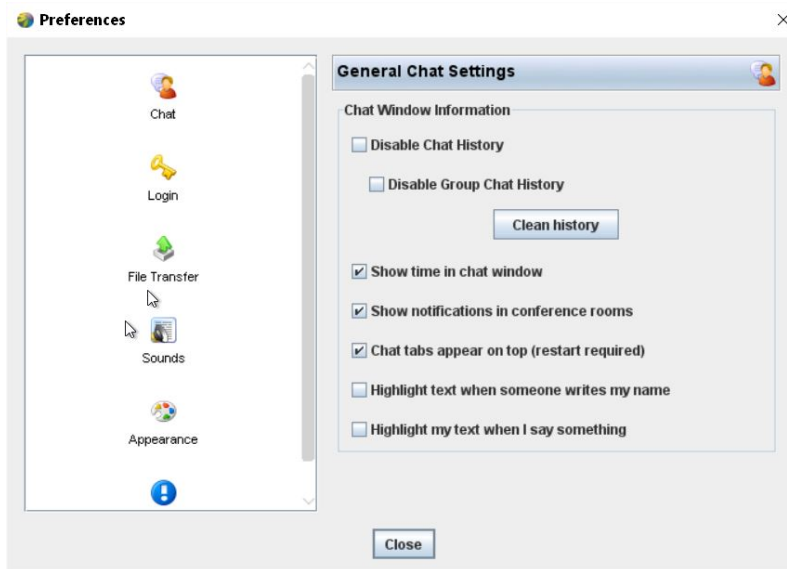 Preferences
Chat
Login
File Transfer
Sounds
Appearance
General Chat Settings
Chat Window Information
Disable Chat History
Disable Group Chat History
Clean history
Show time in chat window
Show notifications in conference rooms
Chat tabs appear on top (restart required)
Highlight text when someone writes my name
Highlight my text when I say something
Close